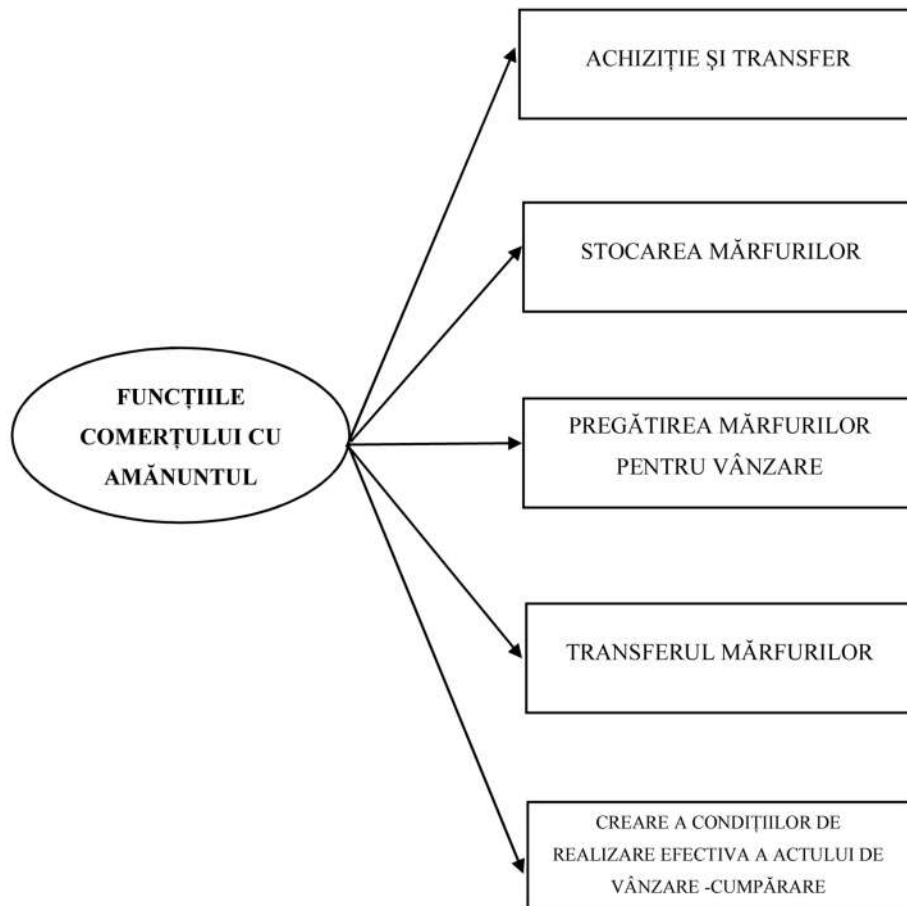 ACHIZIȚIE ȘI TRANSFER
STOCAREA MĂRFURILOR
FUNCȚIILE
COMERȚULUI CU
AMĂNUNTUL
PREGĂTIREA MĂRFURILOR
PENTRU VÂNZARE
TRANSFERUL MĂRFURILOR
CREARE A CONDIȚIILOR DE
REALIZARE EFECTIVA A ACTULUI DE
VÂNZARE -CUMPĂRARE